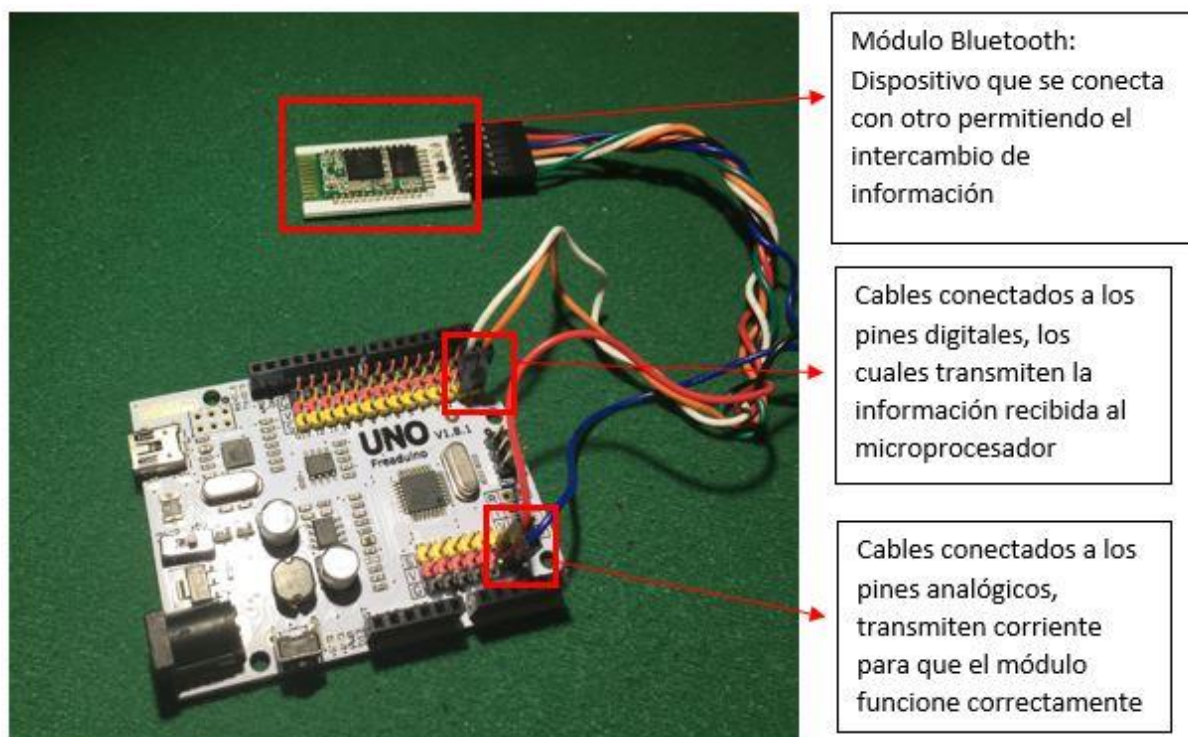 Módulo Bluetooth:
Dispositivo que se conecta
con otro permitiendo el
intercambio de
información
Cables conectados a los
pines digitales, los
cuales transmiten la
información recibida al
microprocesador
UNO V1.8.1
Freaduino
Cables conectados a los
pines analógicos,
transmiten corriente
para que el módulo
funcione correctamente